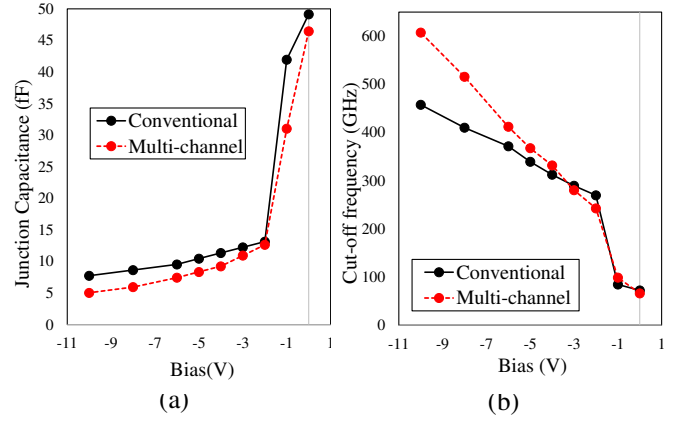 50
45
40
35
30
25
20
15
10
5
0
Junction Capacitance (fF)
Conventional
Multi-channel
-11 -9 -7 -5 -3 -1 1
Bias(V)
(a)
600
500
400
300
200
100
0
Cut-off frequency (GHz)
Conventional
Multi-channel
-11 -9 -7 -5 -3 -1 1
Bias (V)
(b)